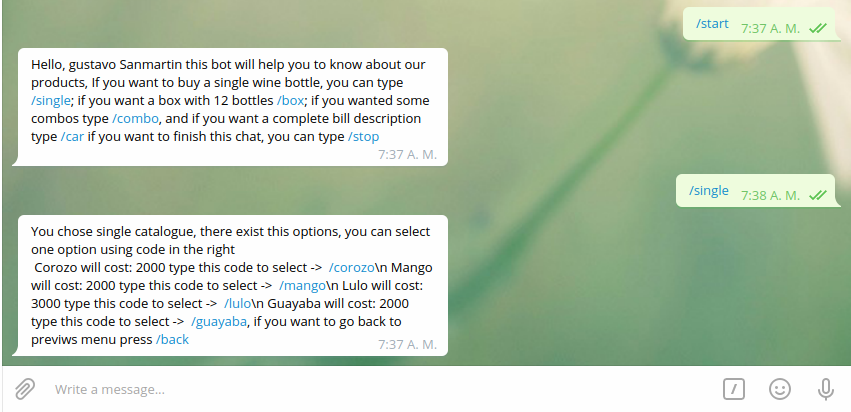 /start 7:37 A. M.
Hello, gustavo Sanmartin this bot will help you to know about our
products, If you want to buy a single wine bottle, you can type
/single; if you want a box with 12 bottles /box; if you wanted some
combos type /combo, and if you want a complete bill description
type /car if you want to finish this chat, you can type /stop
7:37 A. M.
/single 7:38 A. M.
You chose single catalogue, there exist this options, you can select
one option using code in the right
Corozo will cost: 2000 type this code to select -> /corozo\n Mango
will cost: 2000 type this code to select -> /mango\n Lulo will cost:
3000 type this code to select -> /lulo\n Guayaba will cost: 2000
type this code to select -> /guayaba, if you want to go back to
previws menu press /back
7:37 A. M.
Write a message...
/